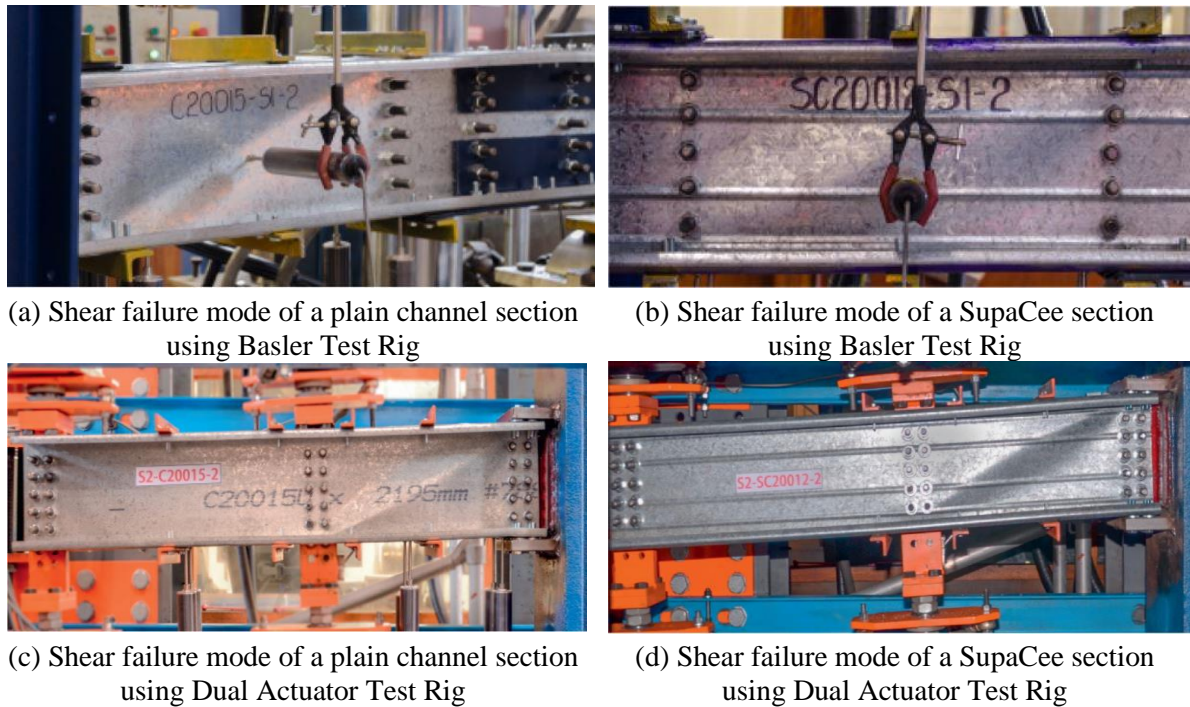 C20015-S1-2
SC20012-S1-2
(a) Shear failure mode of a plain channel section
using Basler Test Rig
(b) Shear failure mode of a SupaCee section
using Basler Test Rig
S2-C20015-2
2195mm
S2-SC20012-2
(c) Shear failure mode of a plain channel section
using Dual Actuator Test Rig
(d) Shear failure mode of a SupaCee section
using Dual Actuator Test Rig